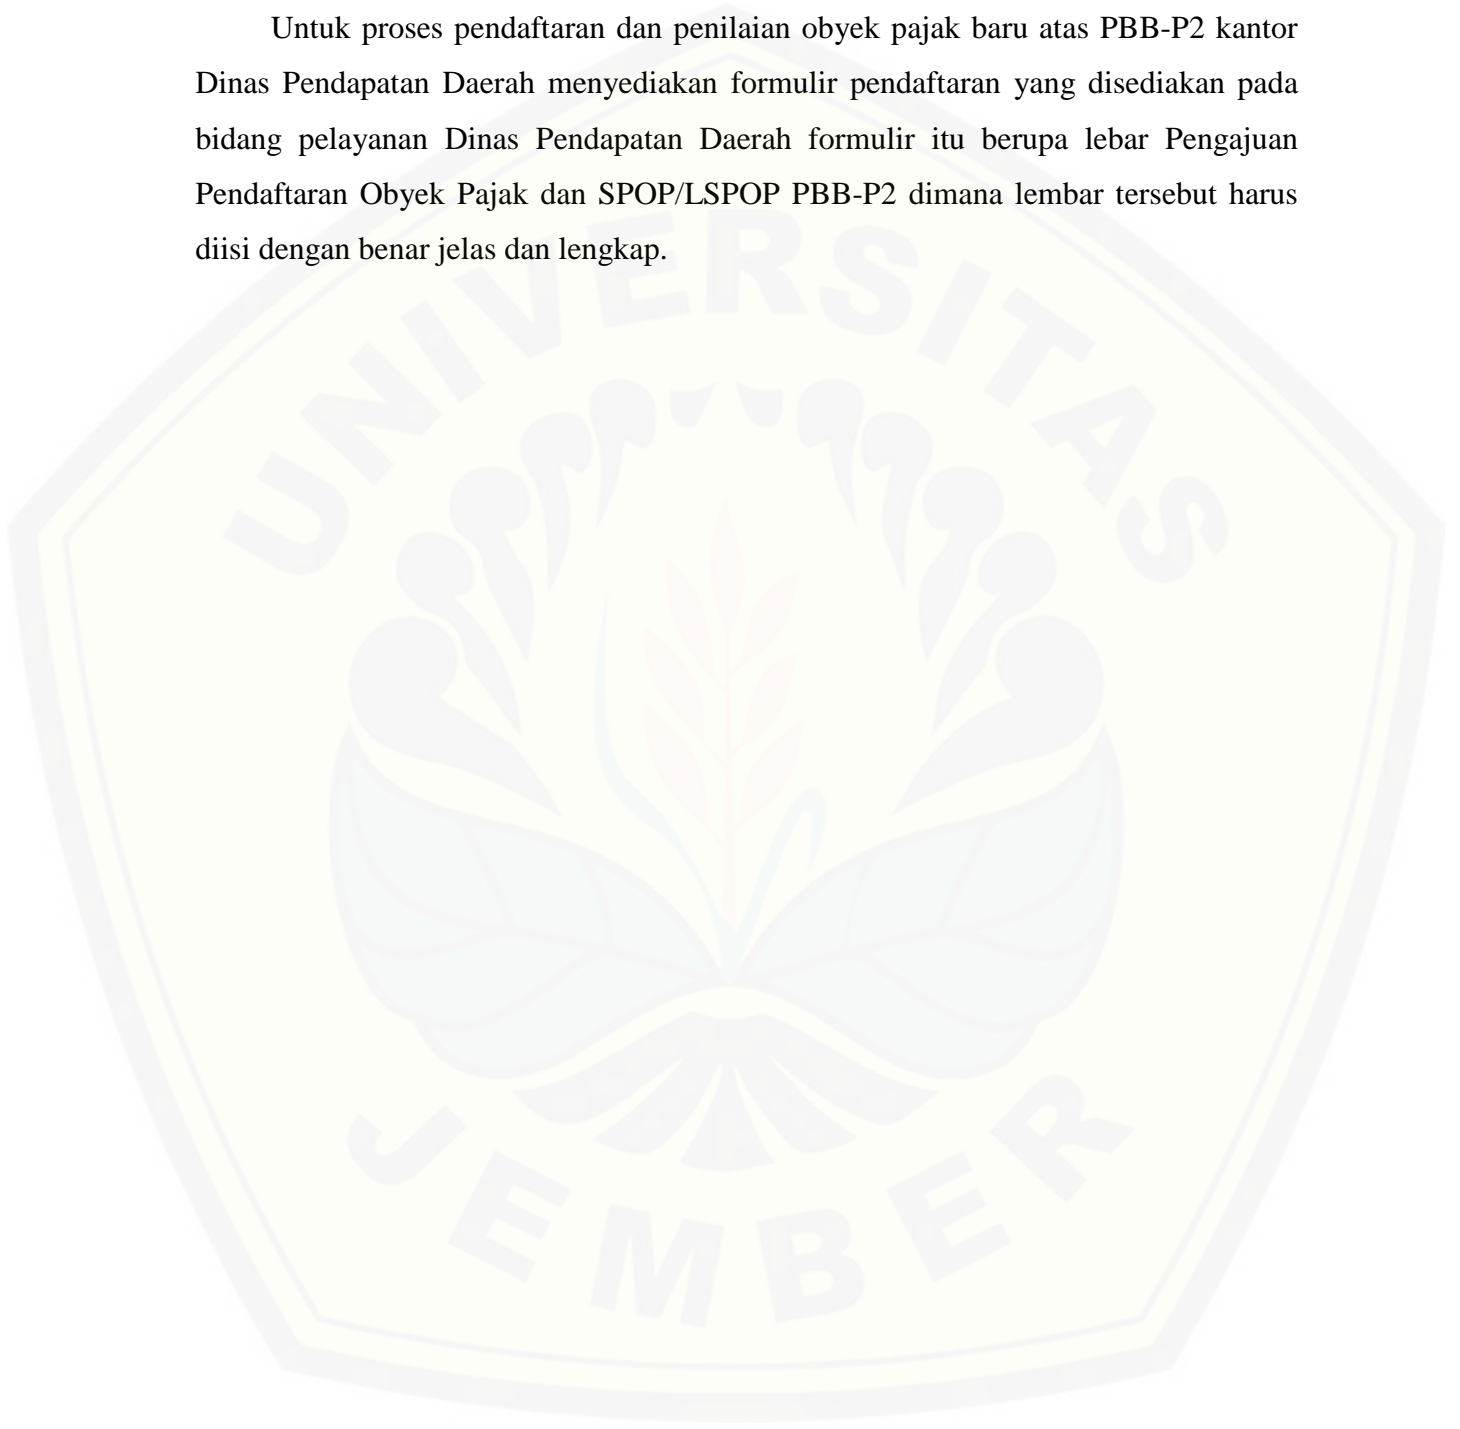 Untuk proses pendaftaran dan penilaian obyek pajak baru atas PBB-P2 kantor
Dinas Pendapatan Daerah menyediakan formulir pendaftaran yang disediakan pada
bidang pelayanan Dinas Pendapatan Daerah formulir itu berupa lebar Pengajuan
Pendaftaran Obyek Pajak dan SPOP/LSPOP PBB-P2 dimana lembar tersebut harus
diisi dengan benar jelas dan lengkap.
UNIVERSITAS
JEMBER